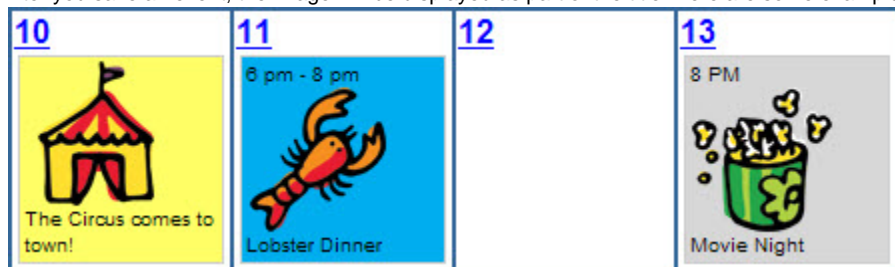 10
11
12
13
6 pm - 8 pm
8 PM
The Circus comes to
town!
Lobster Dinner
Movie Night